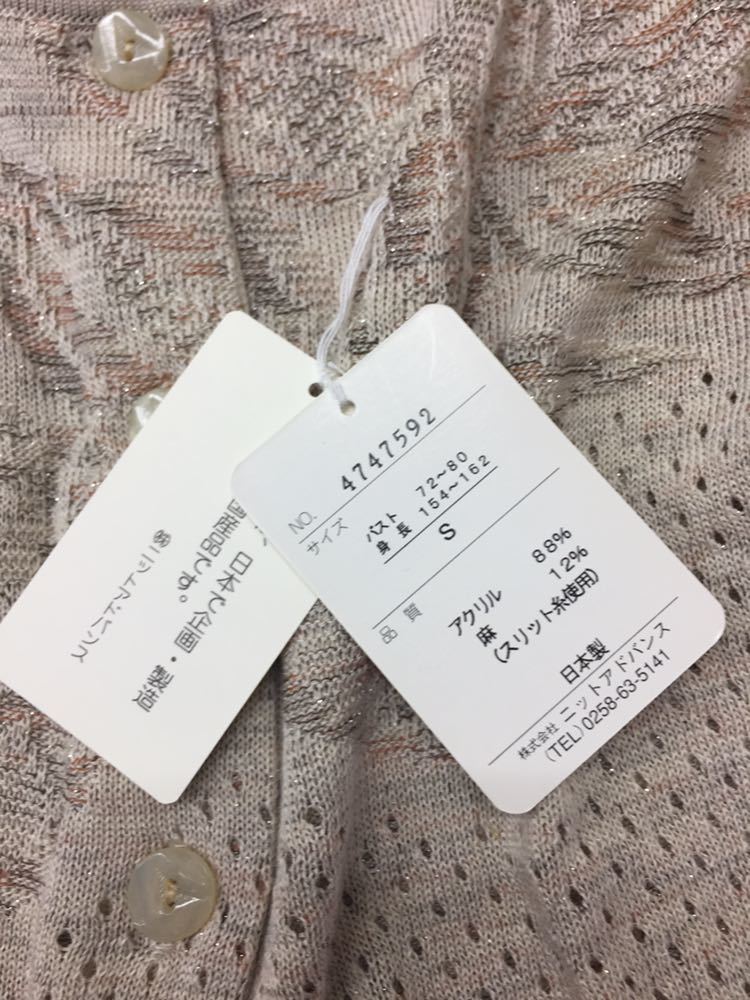 NO. 4747592
サイズ バスト 72~80
身長 154~162
S
品質 アクリル 88%
麻 12%
(スリット糸使用)
日本製
株式会社 ニットアドバンス
(TEL)0258-63-5141
日本で企画・製造
国産品です。
㈱ニットアドバンス